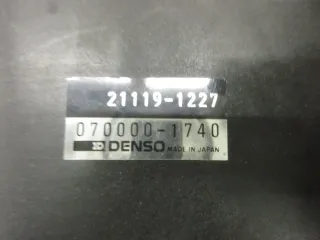 21119-1227
070000-1740
DENSO MADE IN JAPAN